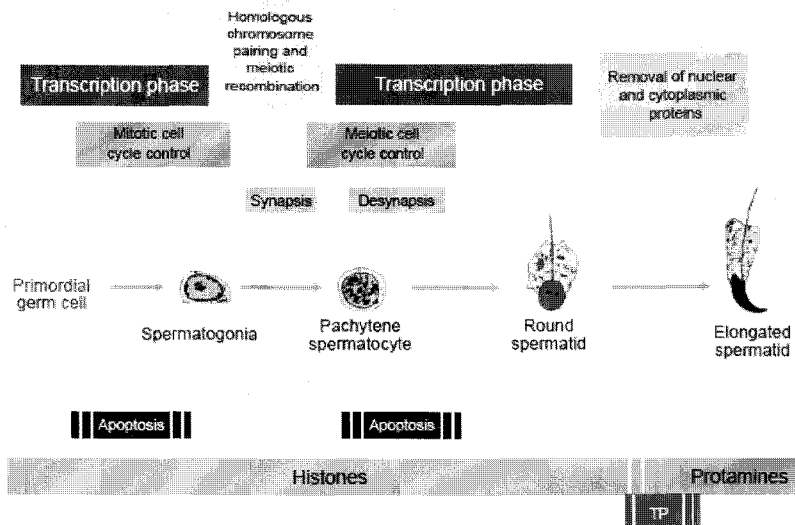 Homologous
chromosome
pairing and
meiotic
recombination
Transcription phase
Transcription phase
Removal of nuclear
and cytoplasmic
proteins
Mitotic cell
cycle control
Meiotic cell
cycle control
Synapsis
Desynapsis
Primordial
germ cell
Spermatogonia
Pachytene
spermatocyte
Round
spermatid
Elongated
spermatid
Apoptosis
Apoptosis
Histones
Protamines
TP